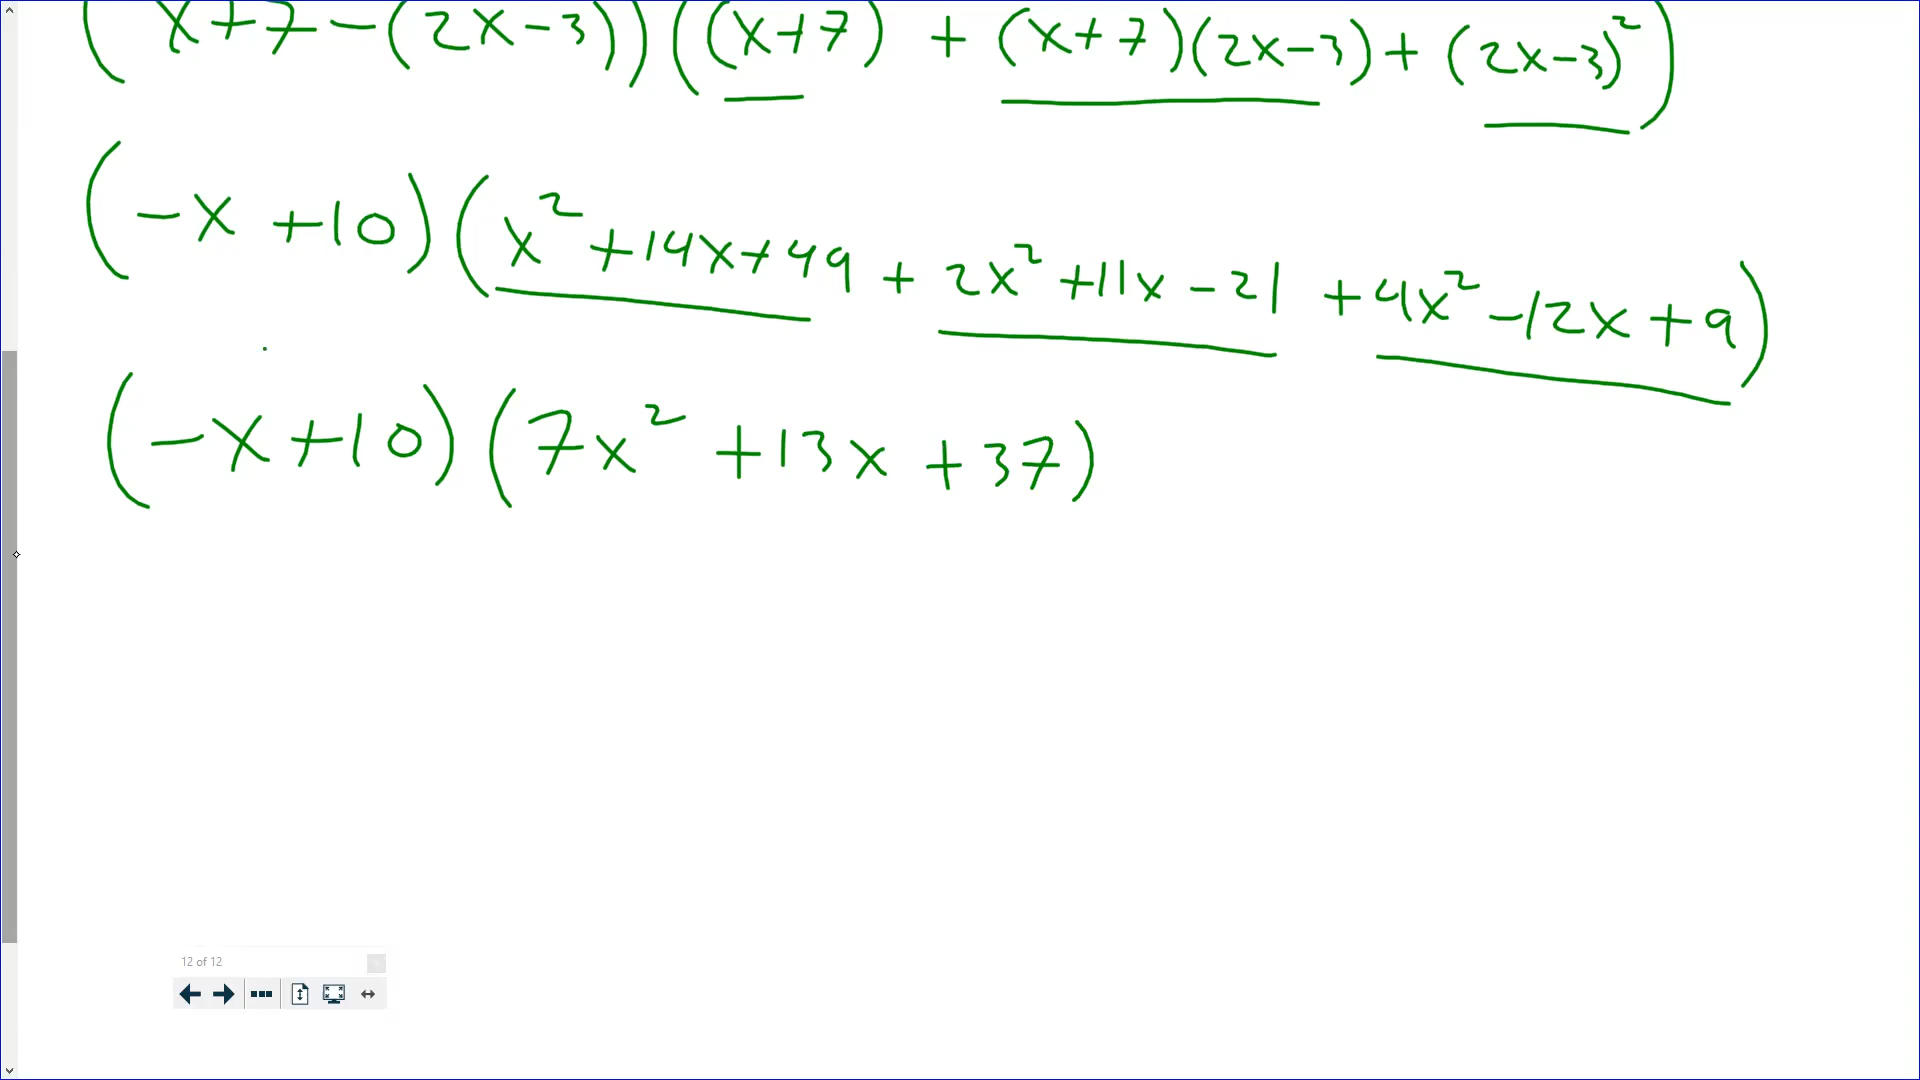 (x+7-(2x-3))((x+7) + (x+7)(2x-3)+(2x-3)²)
(-x+10)(x²+14x+49 + 2x²+11x-21 +4x²-12x+9)
(-x+10)(7x²+13x+37)
12 of 12